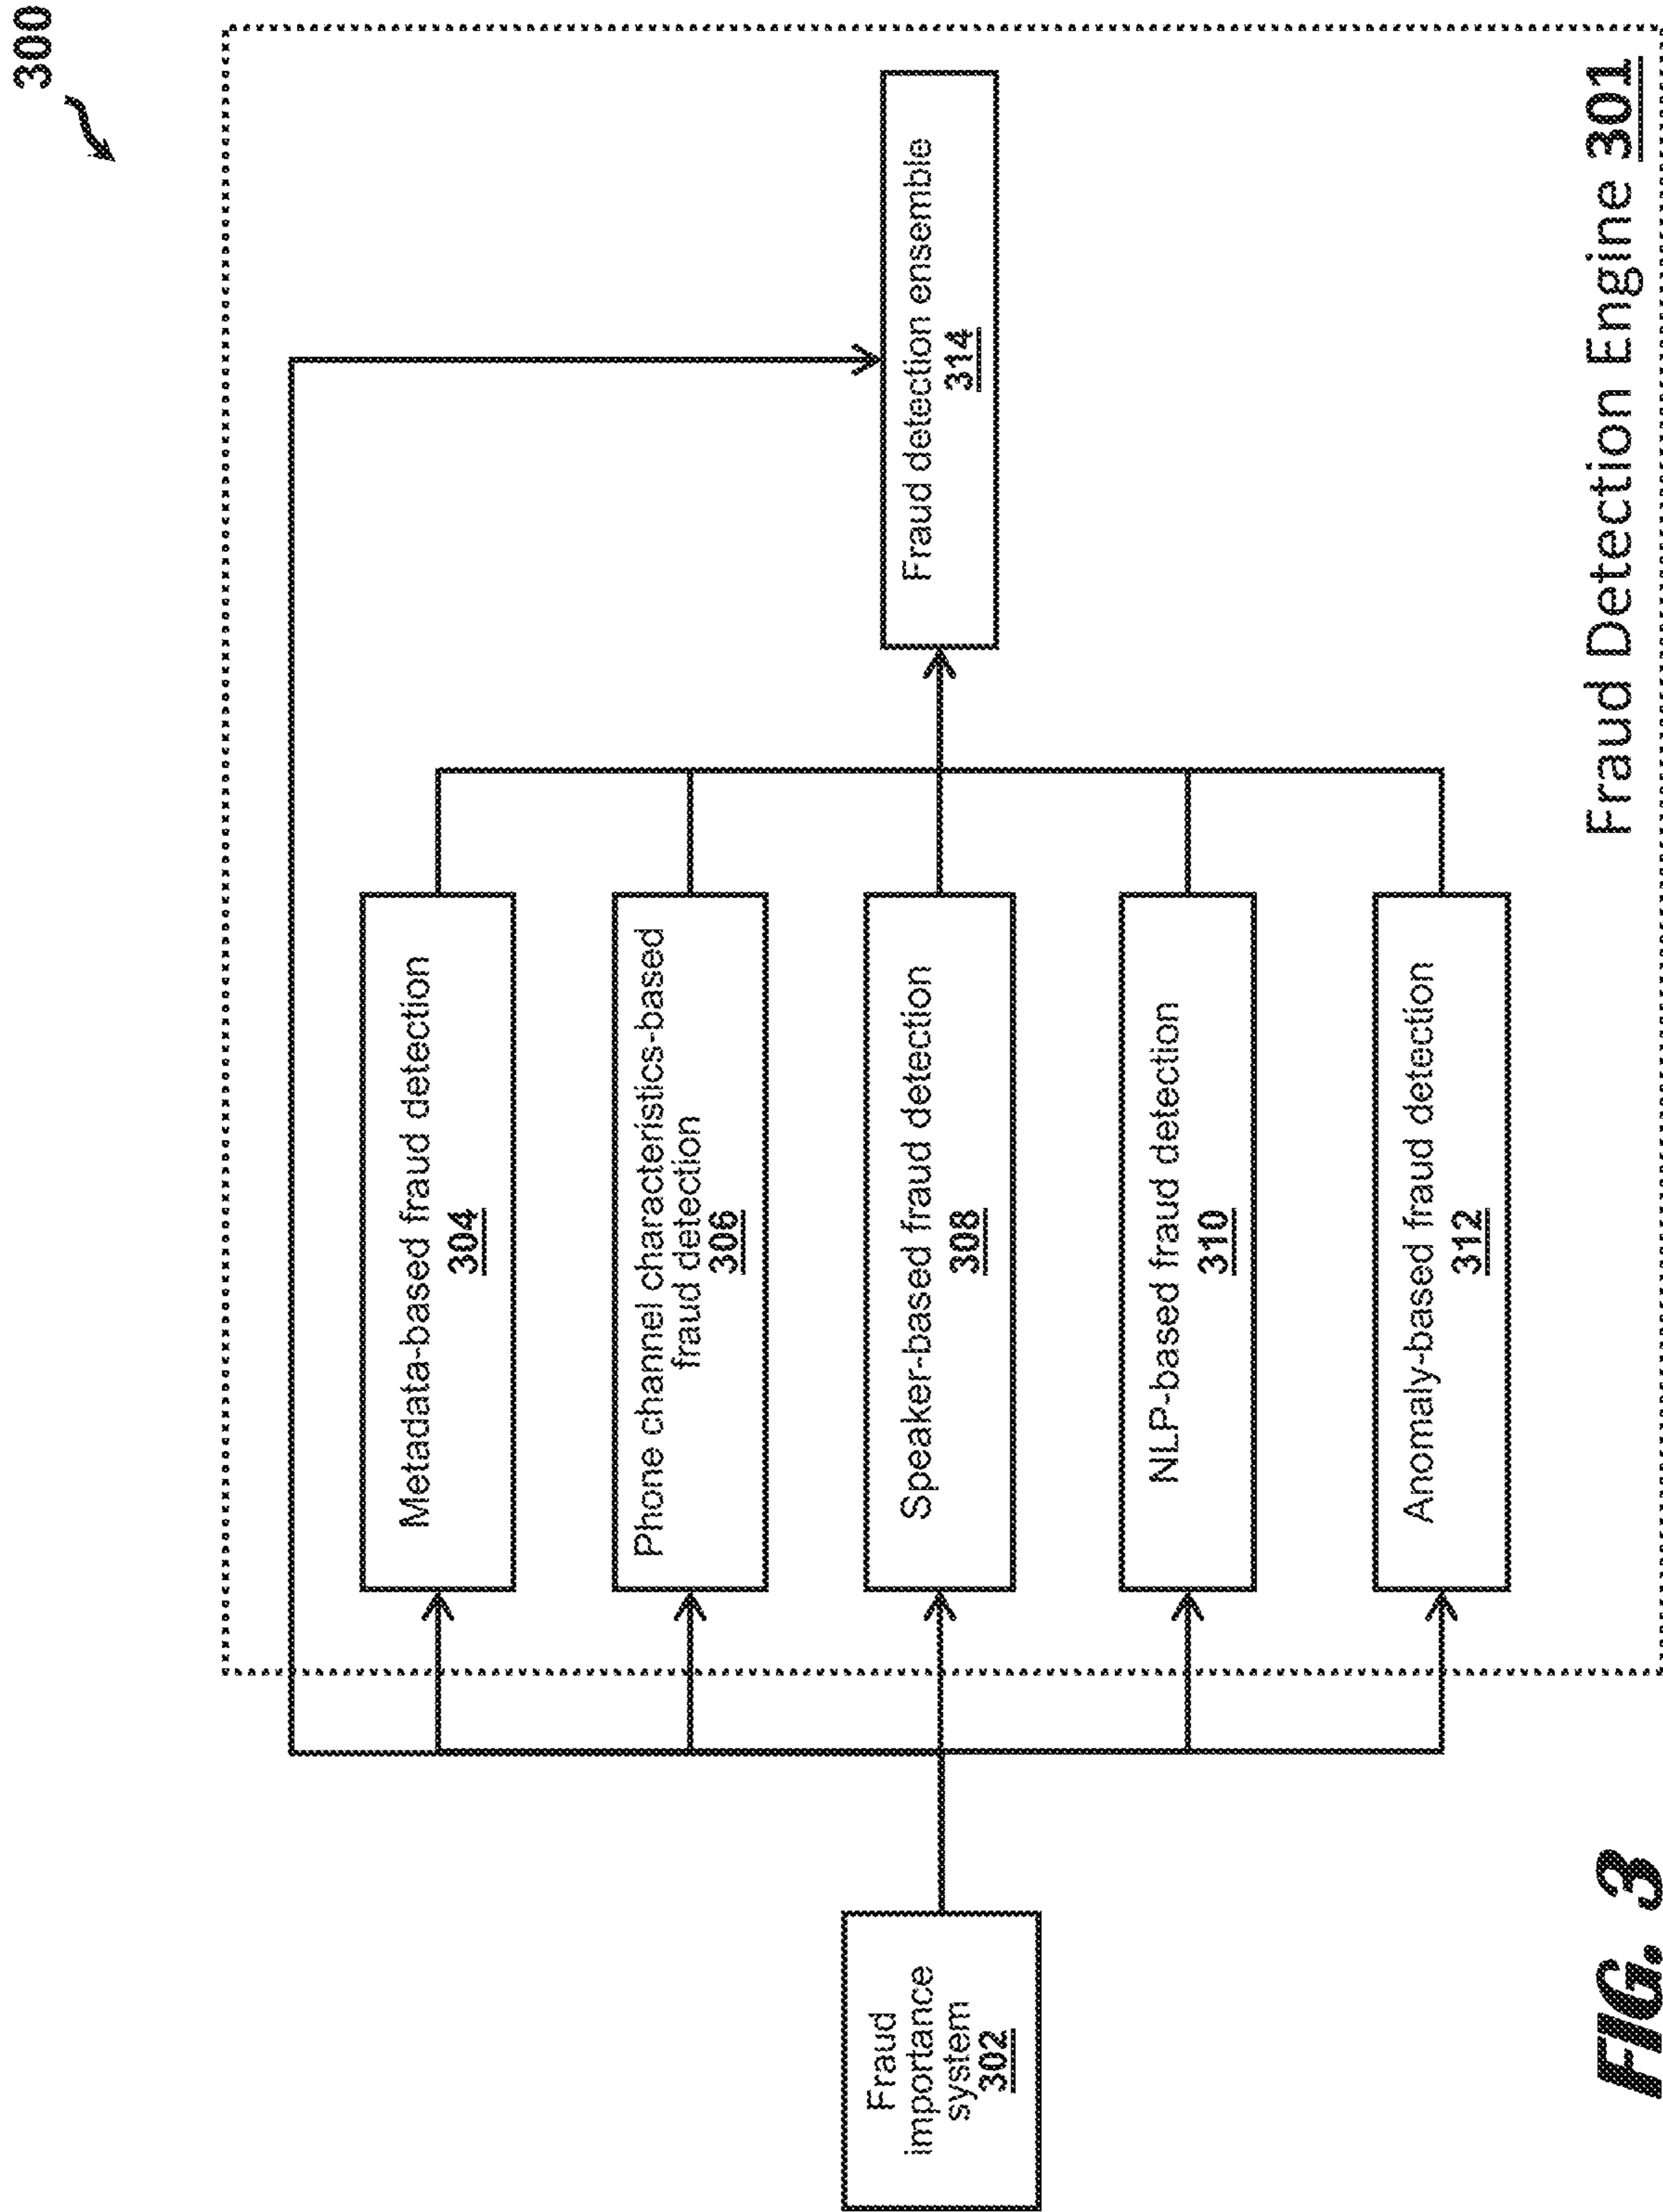 300
Fraud
importance
system
302
Metadata-based fraud detection
304
Phone channel characteristics-based
fraud detection
306
Speaker-based fraud detection
308
NLP-based fraud detection
310
Anomaly-based fraud detection
312
Fraud detection ensemble
314
Fraud Detection Engine 301
FIG. 3